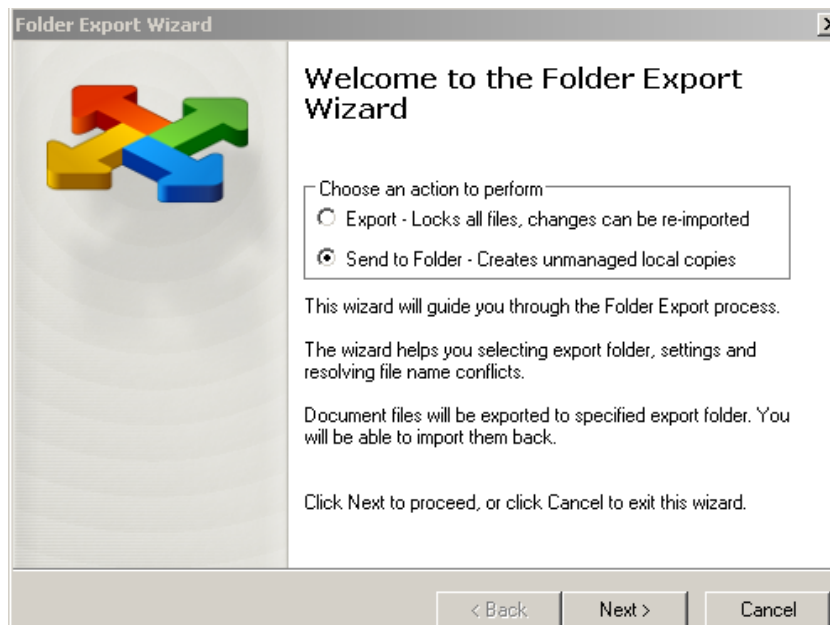 Folder Export Wizard
Welcome to the Folder Export
Wizard
Choose an action to perform
Export - Locks all files, changes can be re-imported
Send to Folder - Creates unmanaged local copies
This wizard will guide you through the Folder Export process.
The wizard helps you selecting export folder, settings and
resolving file name conflicts.
Document files will be exported to specified export folder. You
will be able to import them back.
Click Next to proceed, or click Cancel to exit this wizard.
< Back
Next >
Cancel